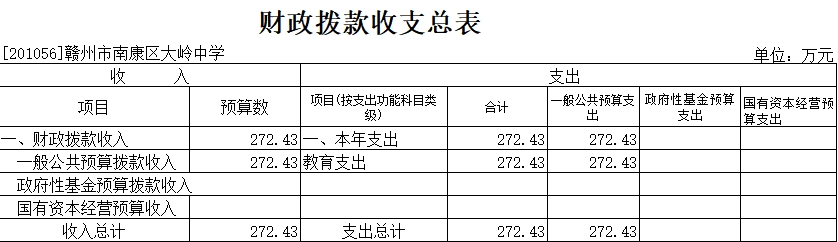 财政拨款收支总表
[201056]赣州市南康区大岭中学 单位：万元
收 入 支出
项目 预算数 项目(按支出功能科目类级) 合计 一般公共预算支出 政府性基金预算支出 国有资本经营预算支出
一、财政拨款收入 272.43 一、本年支出 272.43 272.43
一般公共预算拨款收入 272.43 教育支出 272.43 272.43
政府性基金预算拨款收入
国有资本经营预算收入
收入总计 272.43 支出总计 272.43 272.43